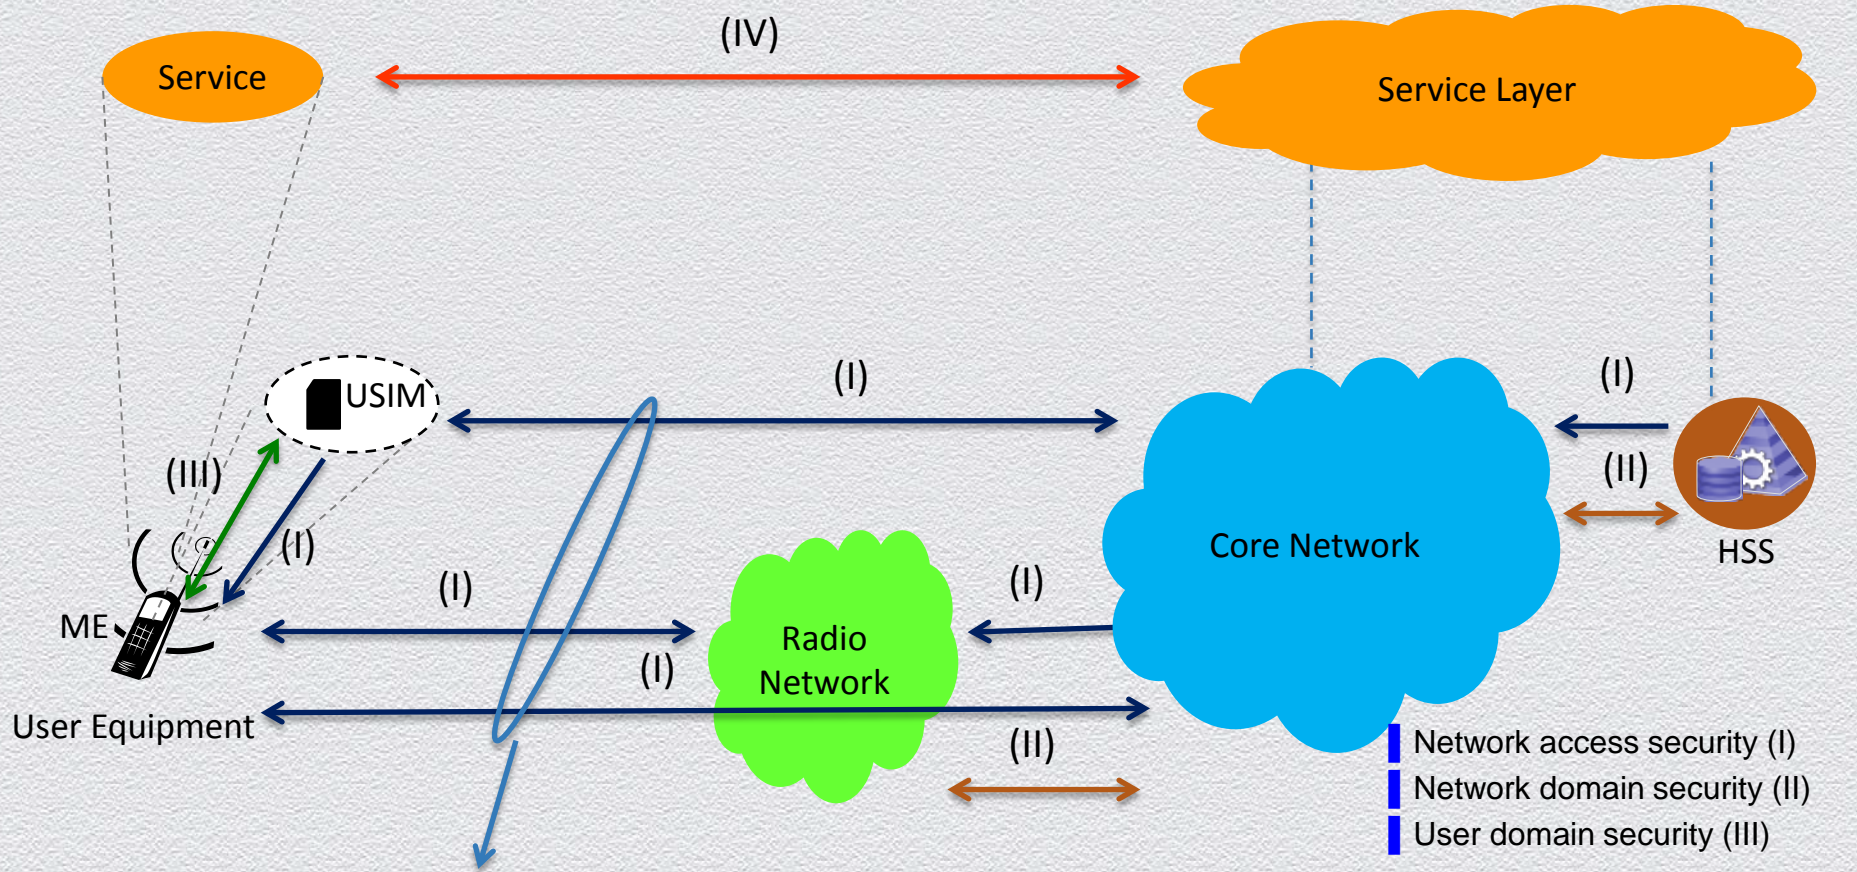 (IV)
Service
Service Layer
(I)
(I)
USIM
(III)
(II)
(I)
Core Network
HSS
(I)
(I)
ME
Radio
Network
(I)
User Equipment
(II)
Network access security (I)
Network domain security (II)
User domain security (III)